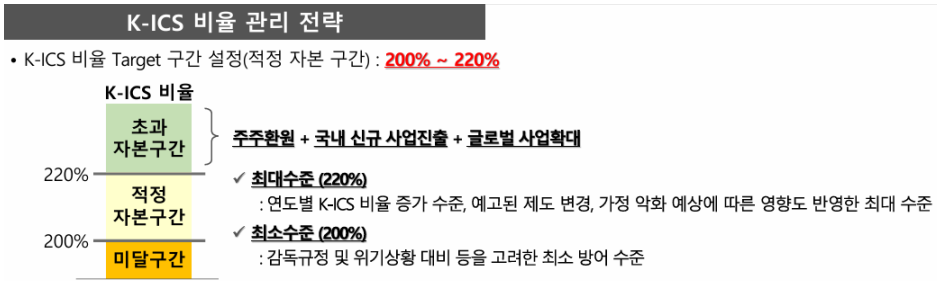 K-ICS 비율 관리 전략
• K-ICS 비율 Target 구간 설정(적정 자본 구간) : 200% ~ 220%
K-ICS 비율
초과
자본구간
주주환원 + 국내 신규 사업진출 + 글로벌 사업확대
220%
✓ 최대수준 (220%)
: 연도별 K-ICS 비율 증가 수준, 예고된 제도 변경, 가정 악화 예상에 따른 영향도 반영한 최대 수준
적정
자본구간
200%
✓ 최소수준 (200%)
: 감독규정 및 위기상황 대비 등을 고려한 최소 방어 수준
미달구간